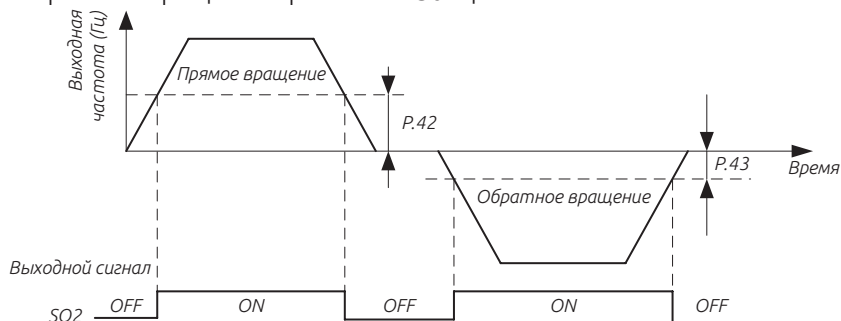 Выходная
частота (Гц)
Прямое вращение
P.42
P.43
Время
Обратное вращение
Выходной сигнал
SO2 OFF ON OFF ON OFF